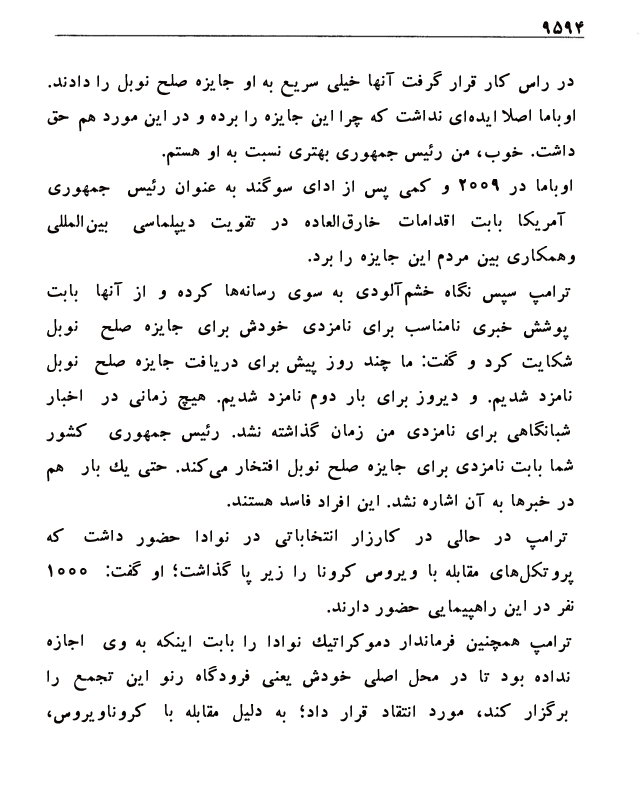 ۹۵۹۴
در راس کار قرار گرفت آنها خیلی سریع به او جایزه صلح نوبل را دادند.
اوباما اصلا ایده‌ای نداشت که چرا این جایزه را برده و در این مورد هم حق
داشت. خوب، من رئیس جمهوری بهتری نسبت به او هستم.
اوباما در ۲۰۰۹ و کمی پس از ادای سوگند به عنوان رئیس جمهوری
آمریکا بابت اقدامات خارق‌العاده در تقویت دیپلماسی بین‌المللی
وهمکاری بین مردم این جایزه را برد.
ترامپ سپس نگاه خشم‌آلودی به سوی رسانه‌ها کرده و از آنها بابت
پوشش خبری نامناسب برای نامزدی خودش برای جایزه صلح نوبل
شکایت کرد و گفت: ما چند روز پیش برای دریافت جایزه صلح نوبل
نامزد شدیم. و دیروز برای بار دوم نامزد شدیم. هیچ زمانی در اخبار
شبانگاهی برای نامزدی من زمان گذاشته نشد. رئیس جمهوری کشور
شما بابت نامزدی برای جایزه صلح نوبل افتخار می‌کند. حتی یك بار هم
در خبرها به آن اشاره نشد. این افراد فاسد هستند.
ترامپ در حالی در کارزار انتخاباتی در نوادا حضور داشت که
پروتکل‌های مقابله با ویروس کرونا را زیر پا گذاشت؛ او گفت: ۱۰۰۰
نفر در این راهپیمایی حضور دارند.
ترامپ همچنین فرماندار دموکراتیك نوادا را بابت اینکه به وی اجازه
نداده بود تا در محل اصلی خودش یعنی فرودگاه رنو این تجمع را
برگزار کند، مورد انتقاد قرار داد؛ به دلیل مقابله با کروناویروس،